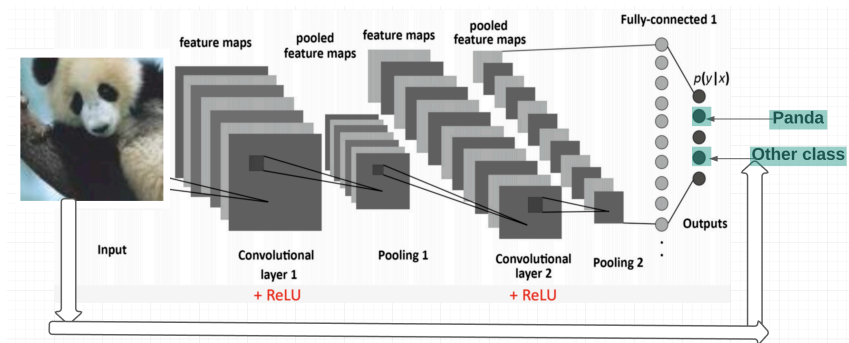 feature maps
pooled
feature maps
feature maps
pooled
feature maps
Fully-connected 1
p(y|x)
Panda
Other class
Outputs
Input
Convolutional
layer 1
Pooling 1
Convolutional
layer 2
Pooling 2
+ ReLU
+ ReLU